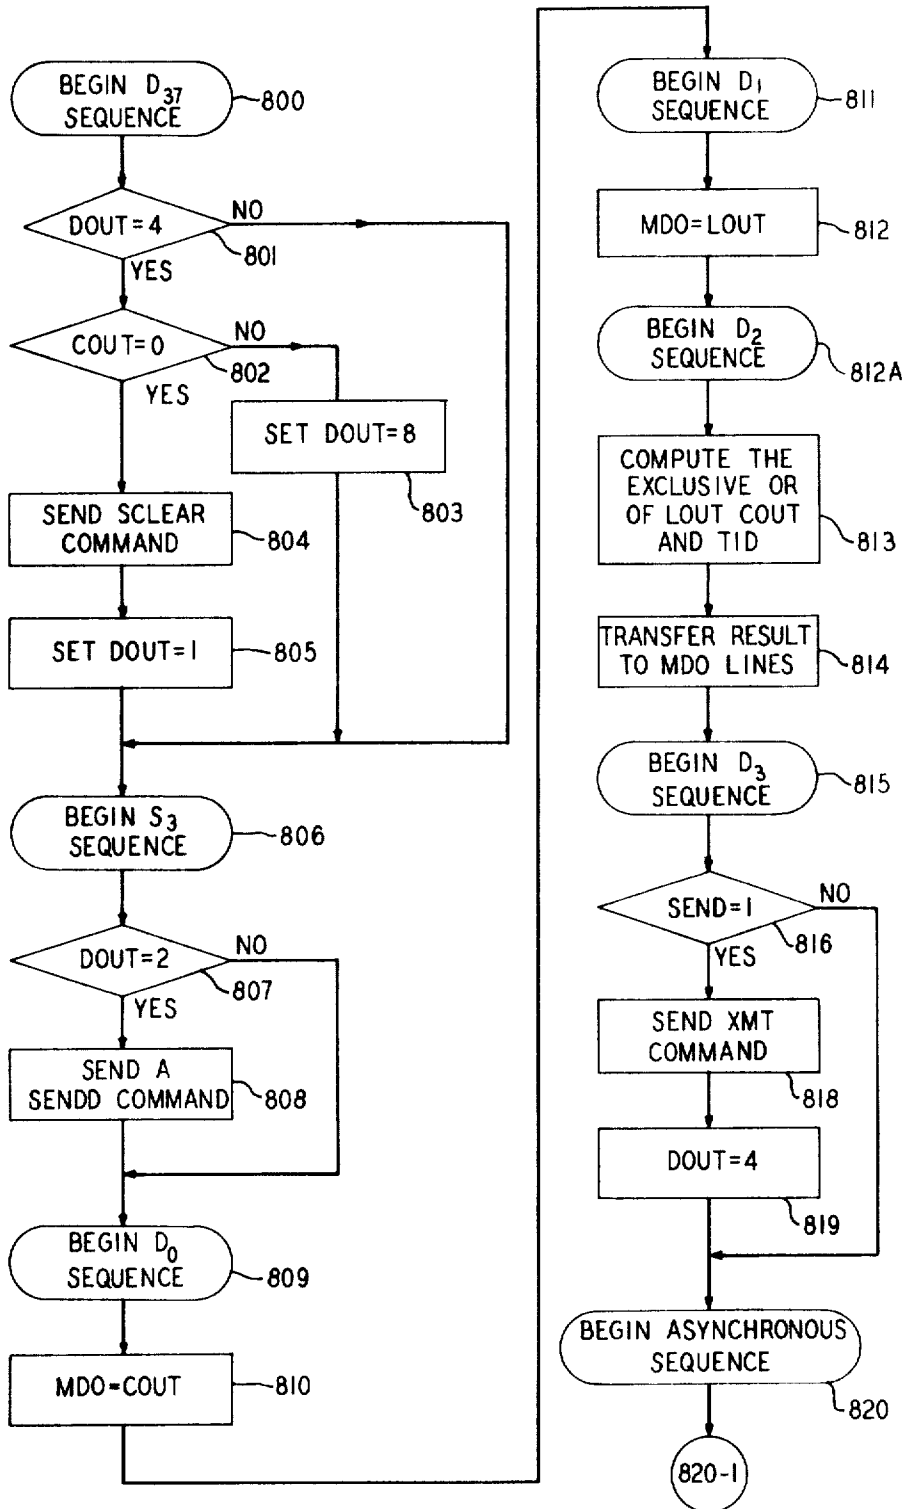 BEGIN D37
SEQUENCE
800
DOUT=4
NO
801
YES
COUT=0
NO
802
YES
SET DOUT=8
803
SEND SCLEAR
COMMAND
804
SET DOUT=1
805
BEGIN S3
SEQUENCE
806
DOUT=2
NO
807
YES
SEND A
SENDD COMMAND
808
BEGIN D0
SEQUENCE
809
MDO=COUT
810
BEGIN D1
SEQUENCE
811
MDO=LOUT
812
BEGIN D2
SEQUENCE
812A
COMPUTE THE
EXCLUSIVE OR
OF LOUT COUT
AND TID
813
TRANSFER RESULT
TO MDO LINES
814
BEGIN D3
SEQUENCE
815
SEND=1
NO
816
YES
SEND XMT
COMMAND
818
DOUT=4
819
BEGIN ASYNCHRONOUS
SEQUENCE
820
820-1